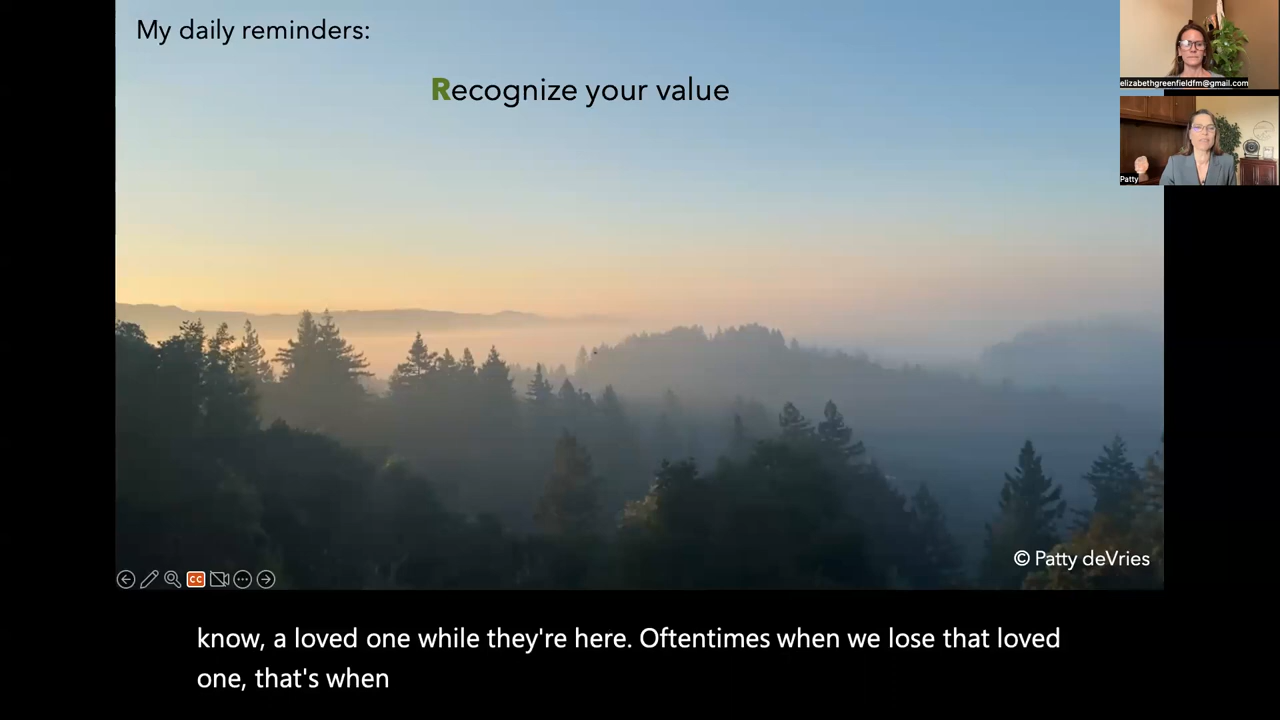 My daily reminders:
Recognize your value
elizabethgreenfieldfm@gmail.com
Patty
© Patty deVries
CC
know, a loved one while they're here. Oftentimes when we lose that loved
one, that's when